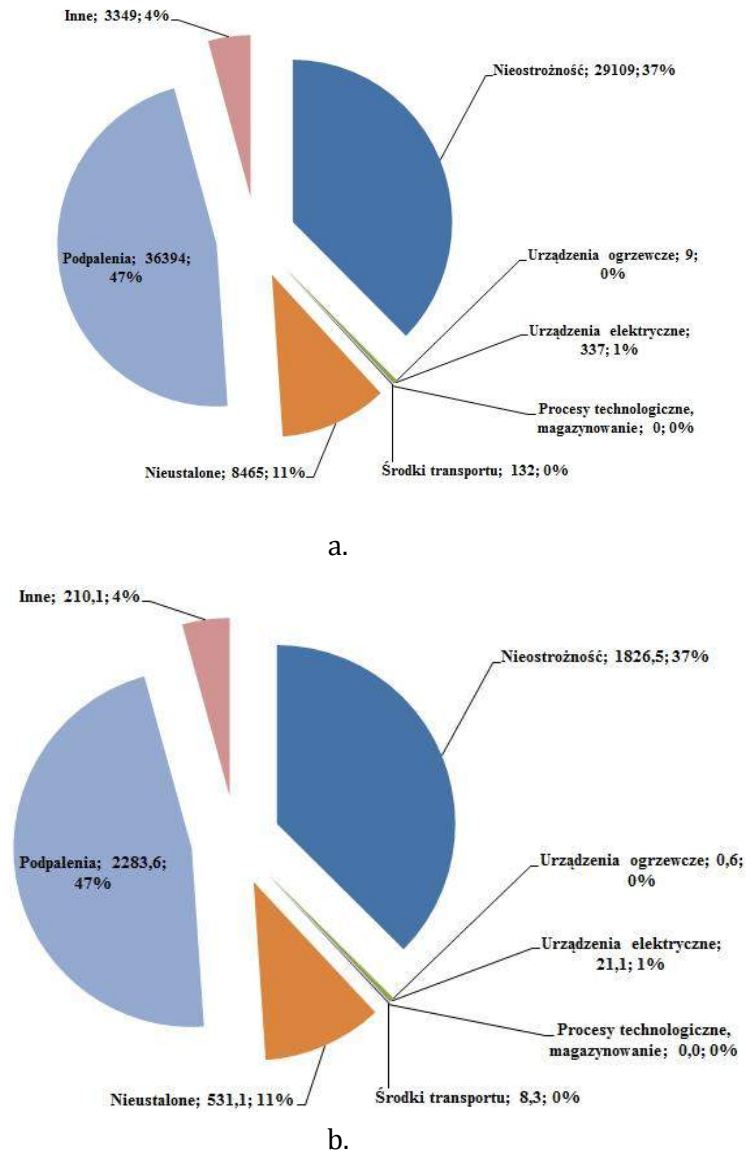 Inne; 3349; 4%
Nieostrożność; 29109; 37%
Podpalenia; 36394;
47%
Urządzenia ogrzewcze; 9;
0%
Urządzenia elektryczne;
337; 1%
Procesy technologiczne,
magazynowanie; 0; 0%
Środki transportu; 132; 0%
Nieustalone; 8465; 11%
a.
Inne; 210,1; 4%
Nieostrożność; 1826,5; 37%
Podpalenia; 2283,6;
47%
Urządzenia ogrzewcze; 0,6;
0%
Urządzenia elektryczne;
21,1; 1%
Procesy technologiczne,
magazynowanie; 0,0; 0%
Środki transportu; 8,3; 0%
Nieustalone; 531,1; 11%
b.